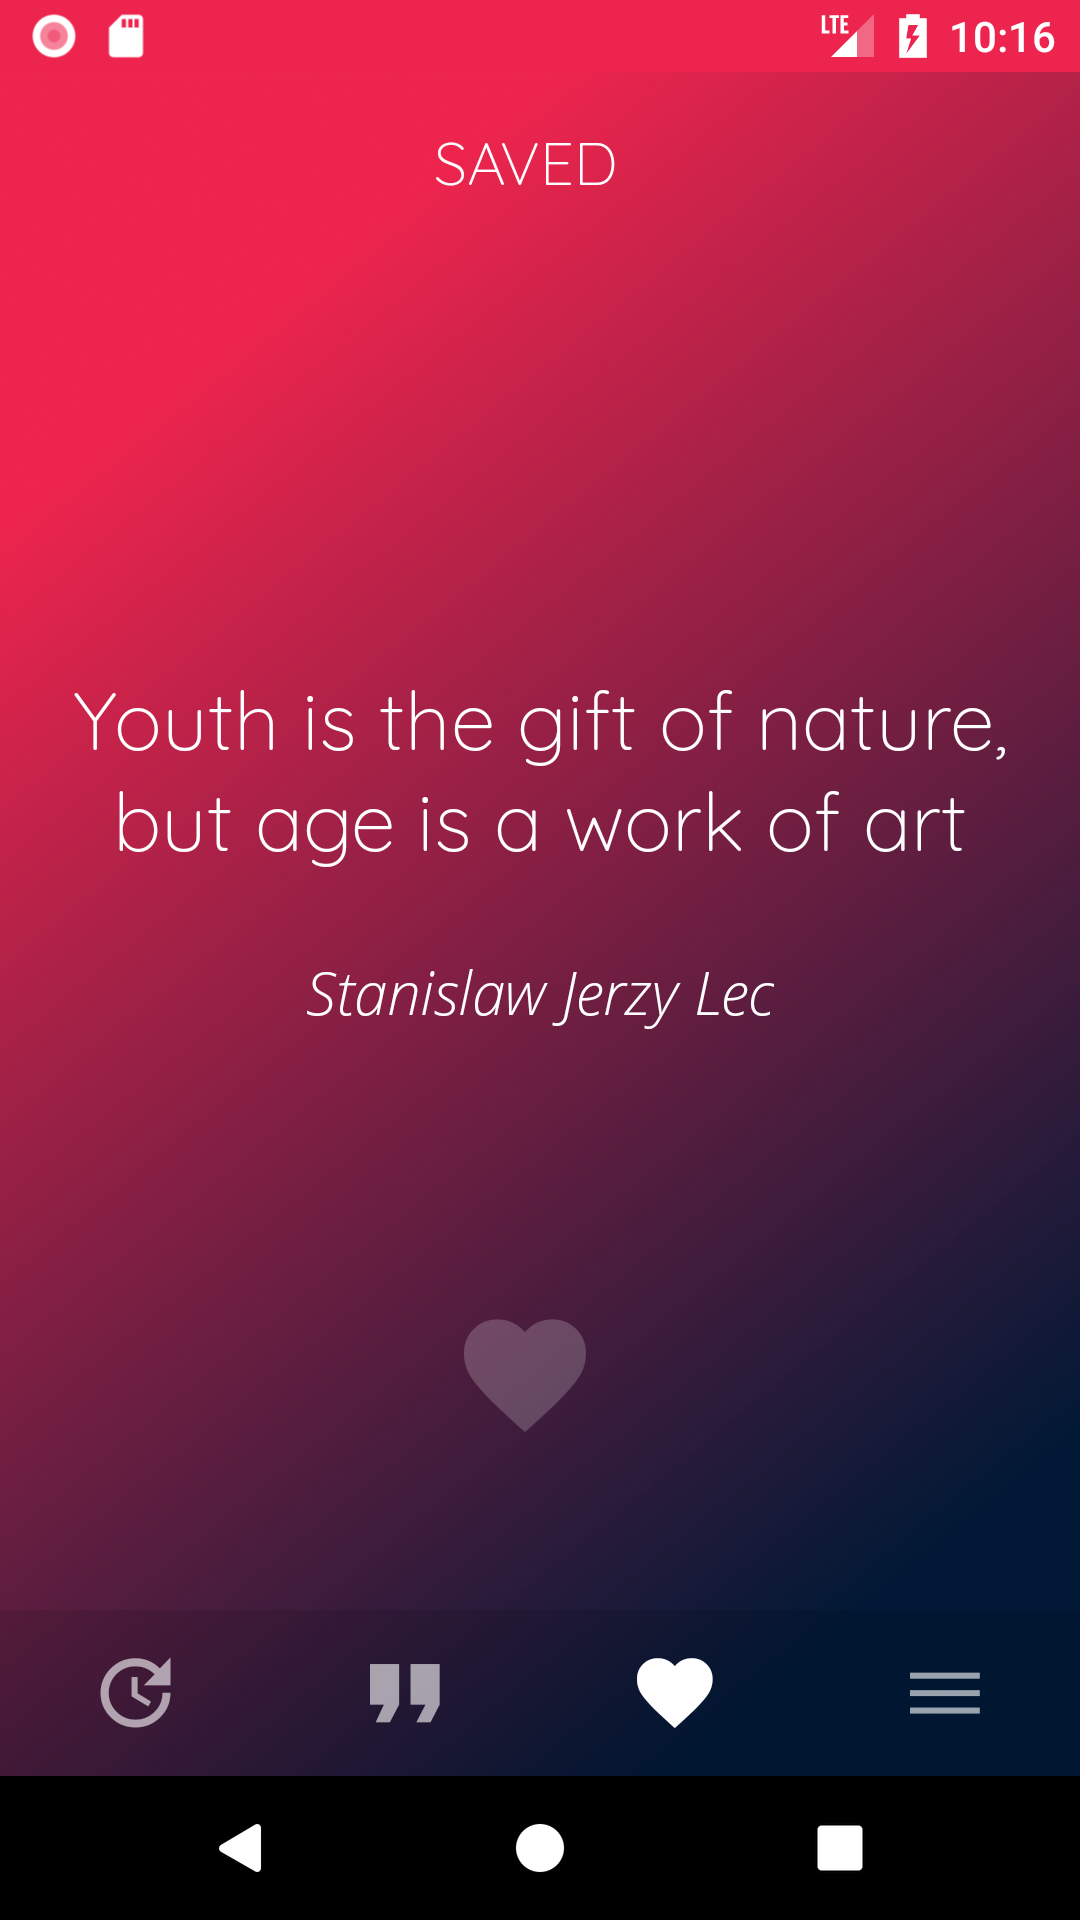 LTE 10:16
SAVED
Youth is the gift of nature,
but age is a work of art
Stanislaw Jerzy Lec